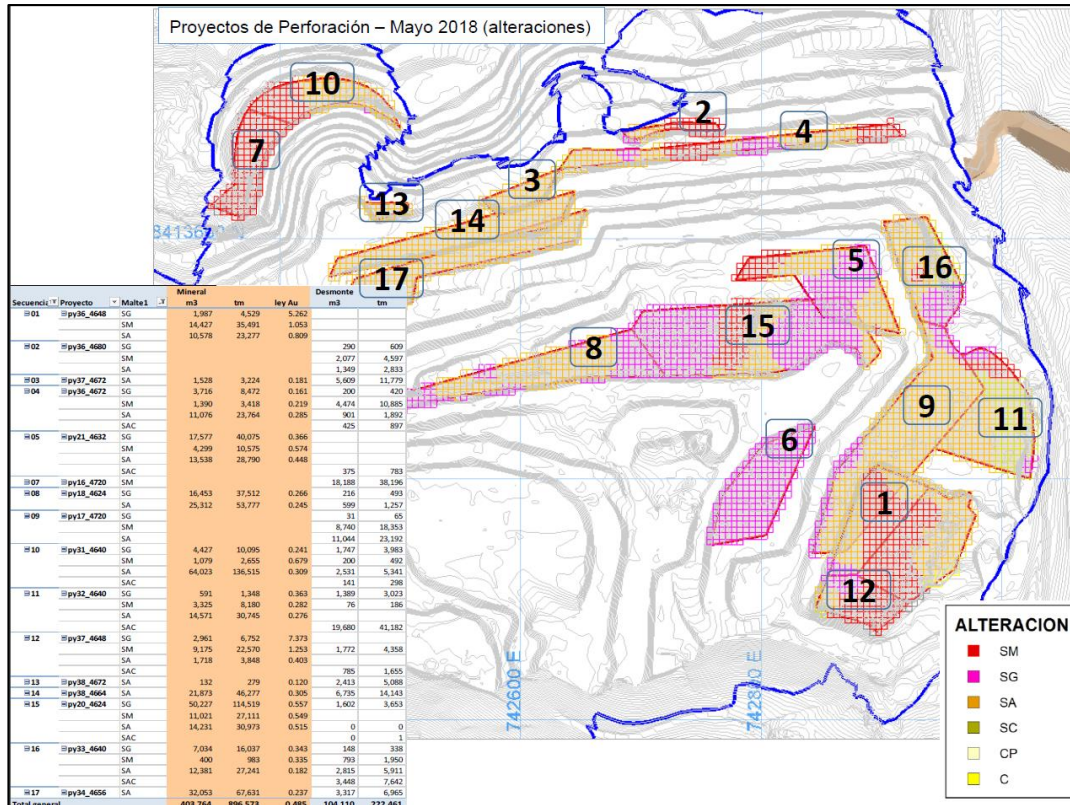 Proyectos de Perforación – Mayo 2018 (alteraciones)
10
2
4
7
3
13
14
17
5
16
15
8
9
11
6
1
12
742600 E
ALTERACION
SM
SG
SA
SC
CP
C
Mineral Desmonte
Secuencia Proyecto Malte1 m3 tm ley Au m3 tm
01 py36_4648 SG 1,987 4,529 5.262
SM 14,427 35,491 1.053
SA 10,578 23,277 0.809
02 py36_4680 SG 290 609
SM 2,077 4,597
SA 1,349 2,833
03 py37_4672 SA 1,528 3,224 0.181 5,609 11,779
04 py36_4672 SG 3,716 8,472 0.161 200 420
SM 1,390 3,418 0.219 4,474 10,885
SA 11,076 23,764 0.285 901 1,892
SAC 425 897
05 py21_4632 SG 17,577 40,075 0.366
SM 4,299 10,575 0.574
SA 13,538 28,790 0.448
SAC 375 783
07 py16_4720 SM 18,188 38,196
08 py18_4624 SG 16,453 37,512 0.266 216 493
SA 25,312 53,777 0.245 599 1,257
09 py17_4720 SG 31 65
SM 8,740 18,353
SA 11,044 23,192
10 py31_4640 SG 4,427 10,095 0.241 1,747 3,983
SM 1,079 2,655 0.679 200 492
SA 64,023 136,515 0.309 2,531 5,341
SAC 141 298
11 py32_4640 SG 591 1,348 0.363 1,389 3,023
SM 3,325 8,180 0.282 76 186
SA 14,571 30,745 0.276
SAC 19,680 41,182
12 py37_4648 SG 2,961 6,752 7.373
SM 9,175 22,570 1.253 1,772 4,358
SA 1,718 3,848 0.403
SAC 785 1,655
13 py38_4672 SA 132 279 0.120 2,413 5,088
14 py38_4664 SA 21,873 46,277 0.305 6,735 14,143
15 py20_4624 SG 50,227 114,519 0.557 1,602 3,653
SM 11,021 27,111 0.549
SA 14,231 30,973 0.515 0 0
SAC 0 1
16 py33_4640 SG 7,034 16,037 0.343 148 338
SM 400 983 0.335 793 1,950
SA 12,381 27,241 0.182 2,815 5,911
SAC 3,448 7,642
17 py34_4656 SA 32,053 67,631 0.237 3,317 6,965
Total general 403,764 896,573 0.485 104,110 222,461